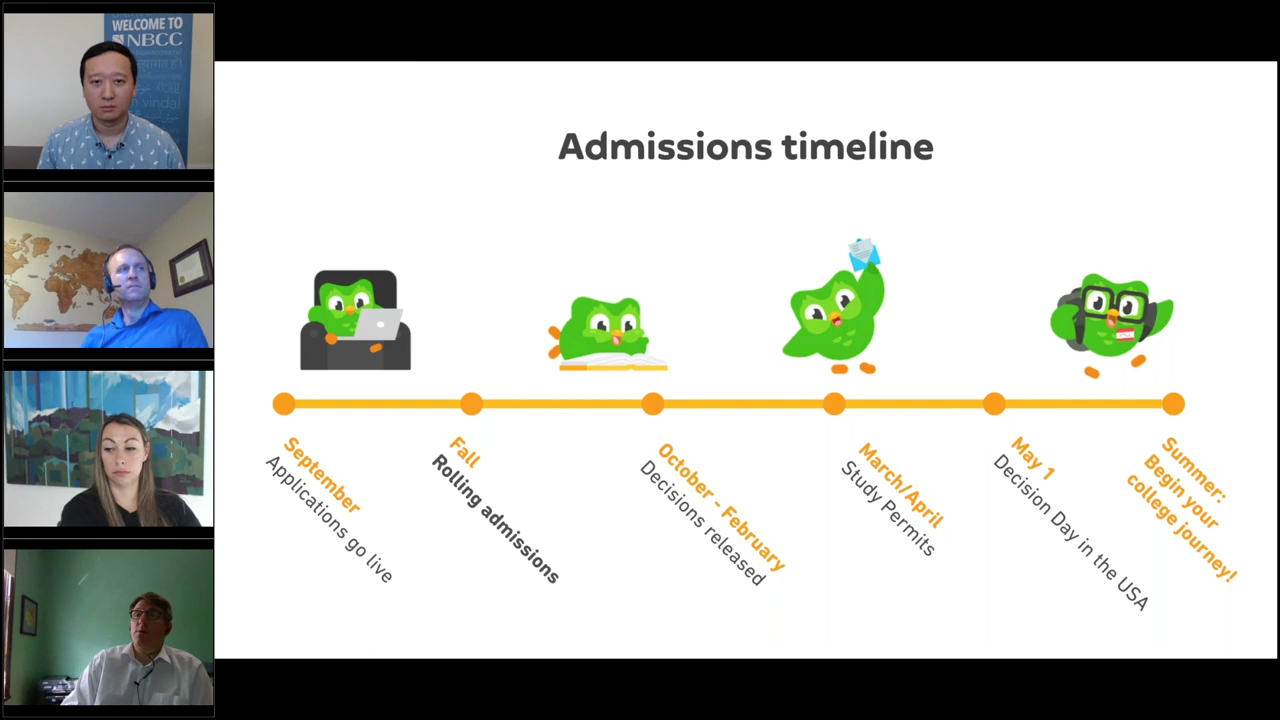 WELCOME TO
NBCC
Admissions timeline
September
Applications go live
Fall
Rolling admissions
October - February
Decisions released
March/April
Study Permits
May 1
Decision Day in the USA
Summer:
Begin your
college journey!